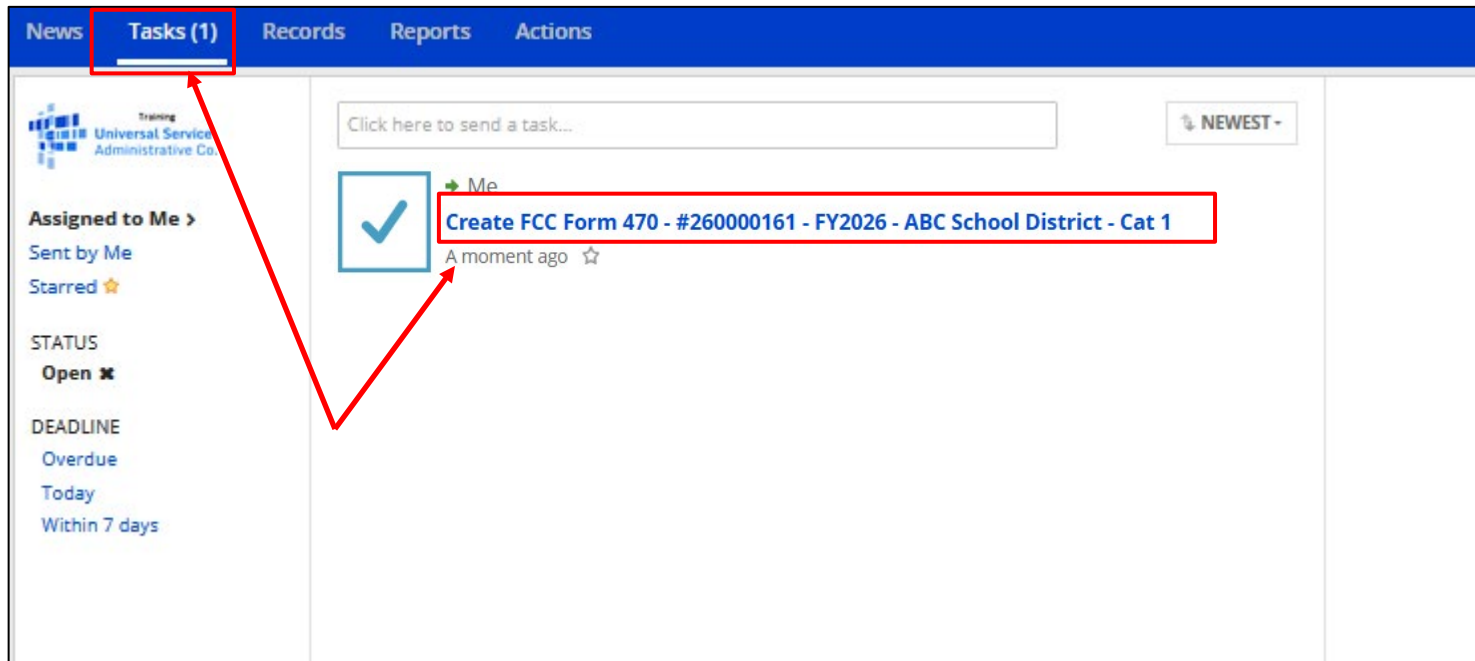 News Tasks (1) Records Reports Actions
Training
Universal Service
Administrative Co.
Click here to send a task...
NEWEST
Me
Create FCC Form 470 - #260000161 - FY2026 - ABC School District - Cat 1
A moment ago
Assigned to Me >
Sent by Me
Starred
STATUS
Open ✖
DEADLINE
Overdue
Today
Within 7 days